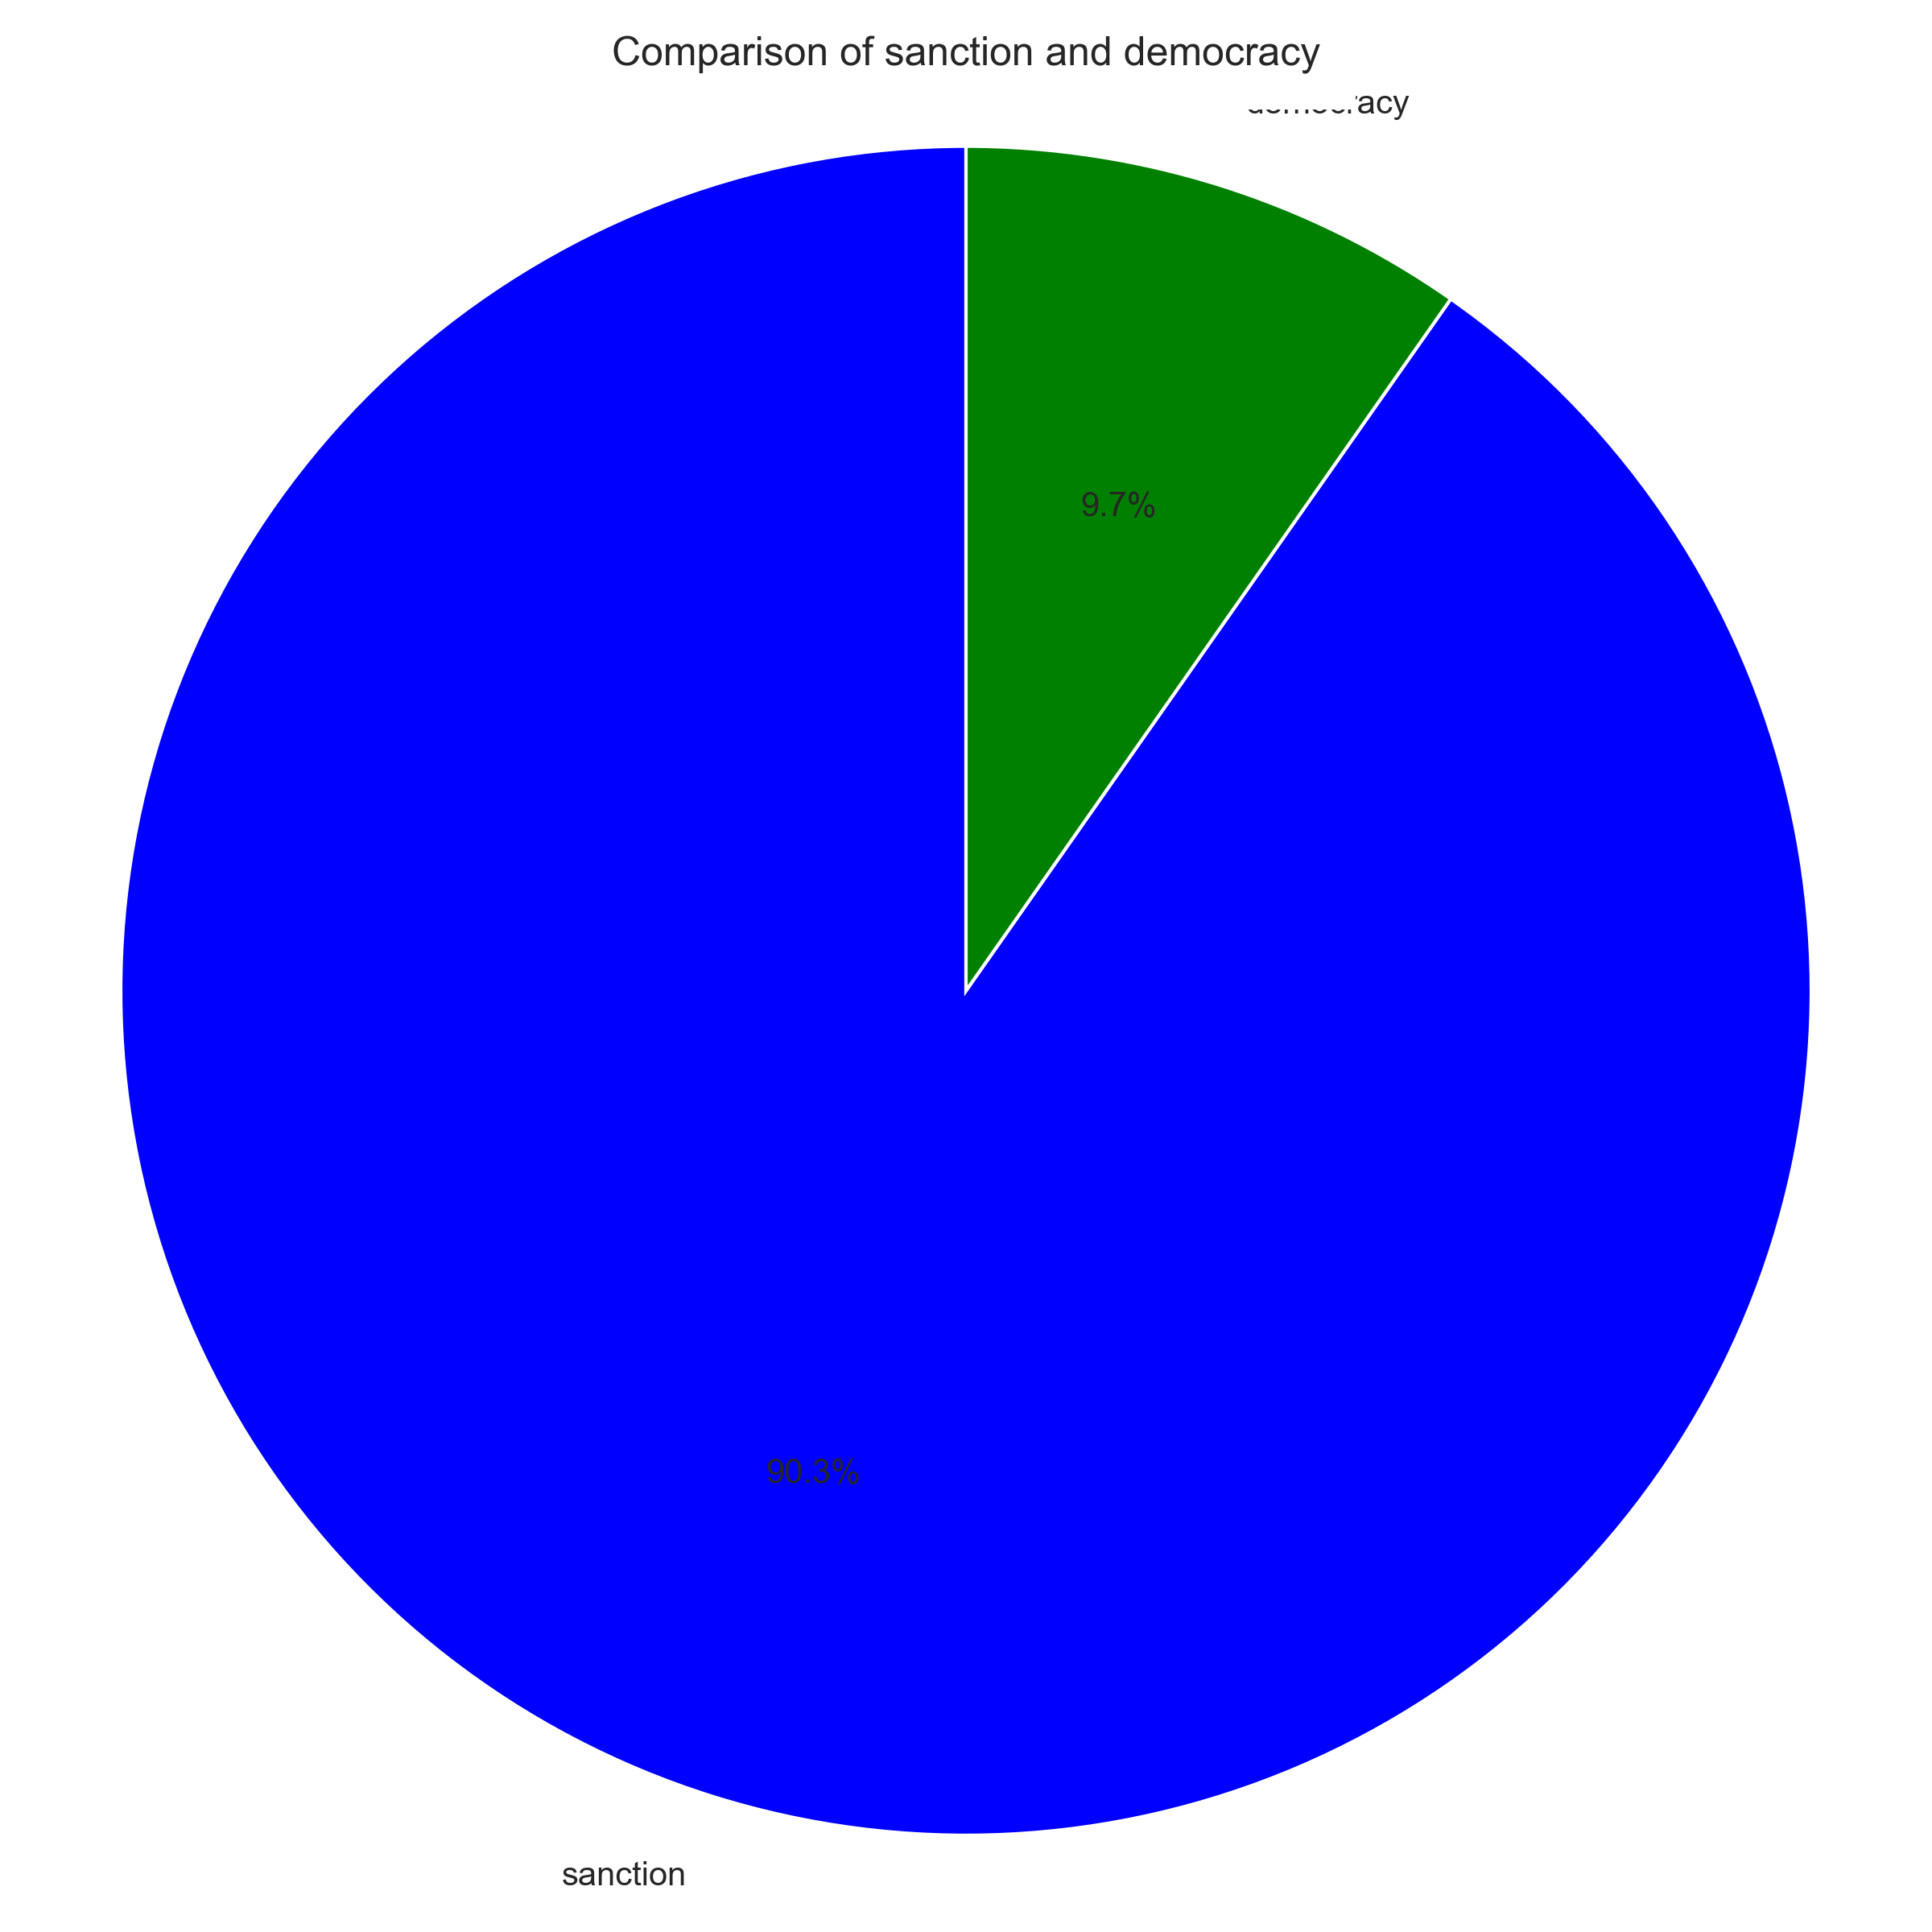 Comparison of sanction and democracy
democracy
9.7%
90.3%
sanction